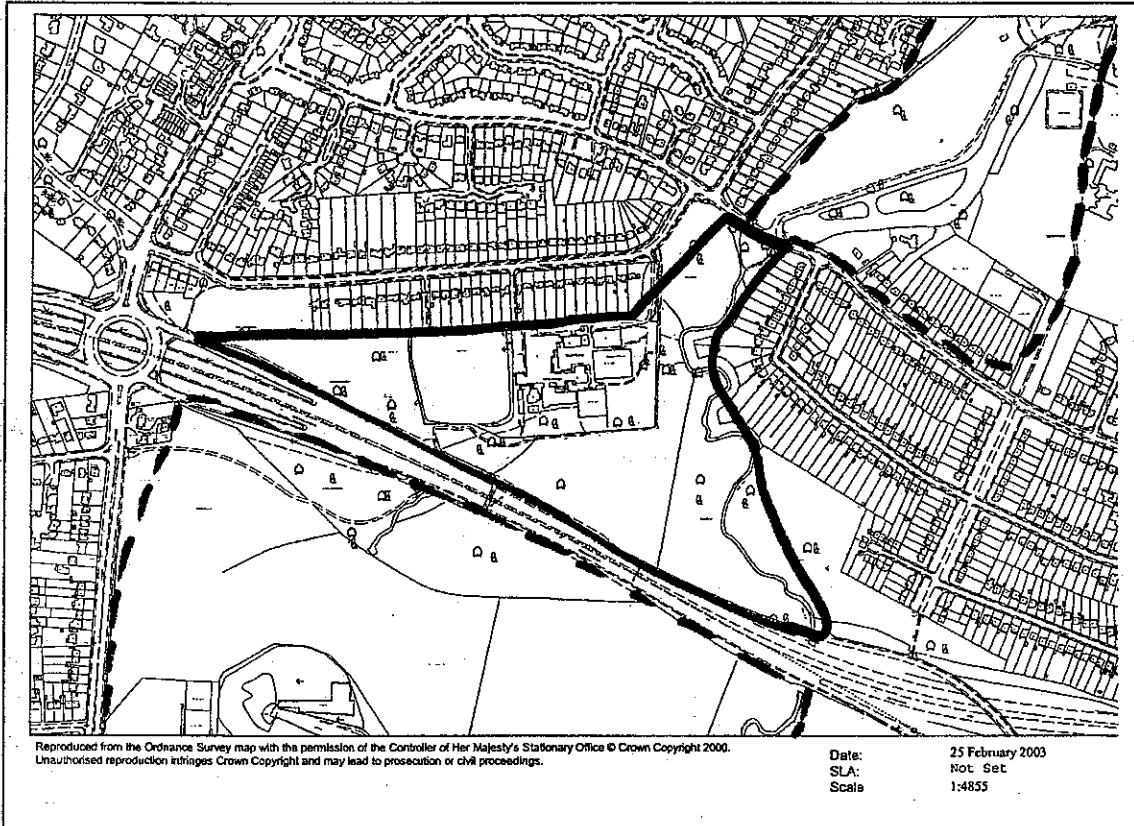 Reproduced from the Ordnance Survey map with the permission of the Controller of Her Majesty's Stationary Office © Crown Copyright 2000.
Unauthorised reproduction infringes Crown Copyright and may lead to prosecution or civil proceedings.
Date: 25 February 2003
SLA: Not Set
Scale 1:4855